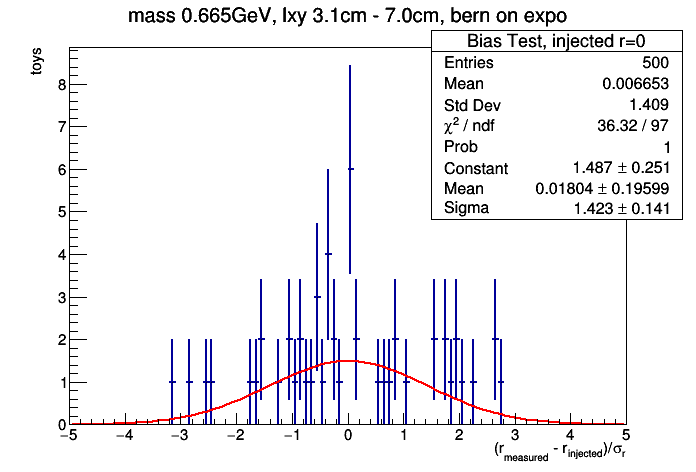 mass 0.665GeV, lxy 3.1cm - 7.0cm, bern on expo
Bias Test, injected r=0
Entries 500
Mean 0.006653
Std Dev 1.409
χ² / ndf 36.32 / 97
Prob 1
Constant 1.487 ± 0.251
Mean 0.01804 ± 0.19599
Sigma 1.423 ± 0.141
toys
8
7
6
5
4
3
2
1
0
−5 −4 −3 −2 −1 0 1 2 3 4 5
(r_measured - r_injected)/σ_r